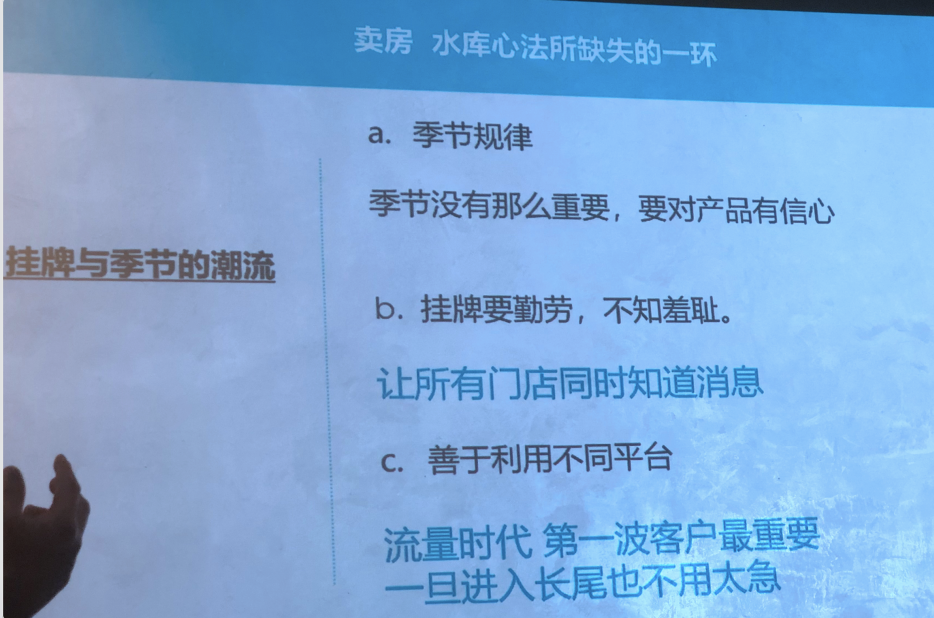 卖房 水库心法所缺失的一环
挂牌与季节的潮流
a. 季节规律
季节没有那么重要，要对产品有信心
b. 挂牌要勤劳，不知羞耻。
让所有门店同时知道消息
c. 善于利用不同平台
流量时代 第一波客户最重要
一旦进入长尾也不用太急